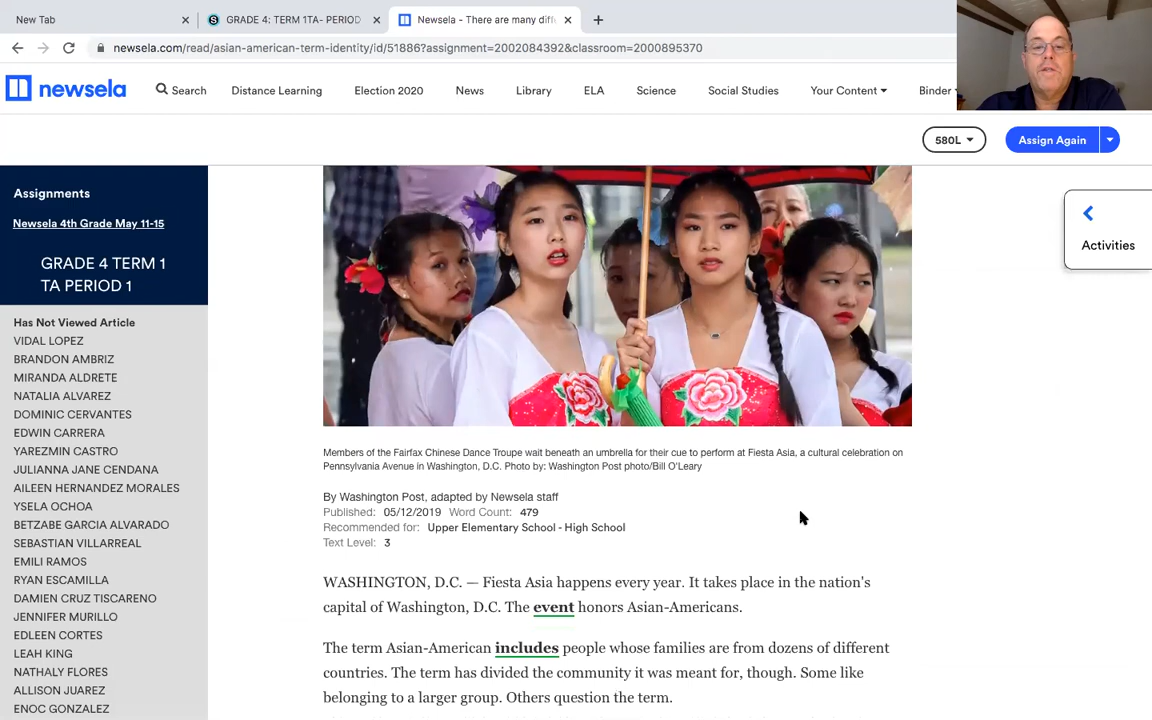 New Tab
GRADE 4: TERM 1TA- PERIOD
Newsela - There are many diff
newsela.com/read/asian-american-term-identity/id/51886?assignment=2002084392&classroom=2000895370
newsela
Search
Distance Learning
Election 2020
News
Library
ELA
Science
Social Studies
Your Content
Binder
580L
Assign Again
Assignments
Newsela 4th Grade May 11-15
GRADE 4 TERM 1
TA PERIOD 1
Has Not Viewed Article
VIDAL LOPEZ
BRANDON AMBRIZ
MIRANDA ALDRETE
NATALIA ALVAREZ
DOMINIC CERVANTES
EDWIN CARRERA
YAREZMIN CASTRO
JULIANNA JANE CENDANA
AILEEN HERNANDEZ MORALES
YSELA OCHOA
BETZABE GARCIA ALVARADO
SEBASTIAN VILLARREAL
EMILI RAMOS
RYAN ESCAMILLA
DAMIEN CRUZ TISCARENO
JENNIFER MURILLO
EDLEEN CORTES
LEAH KING
NATHALY FLORES
ALLISON JUAREZ
ENOC GONZALEZ
Activities
Members of the Fairfax Chinese Dance Troupe wait beneath an umbrella for their cue to perform at Fiesta Asia, a cultural celebration on
Pennsylvania Avenue in Washington, D.C. Photo by: Washington Post photo/Bill O'Leary
By Washington Post, adapted by Newsela staff
Published: 05/12/2019 Word Count: 479
Recommended for: Upper Elementary School - High School
Text Level: 3
WASHINGTON, D.C. — Fiesta Asia happens every year. It takes place in the nation's
capital of Washington, D.C. The event honors Asian-Americans.
The term Asian-American includes people whose families are from dozens of different
countries. The term has divided the community it was meant for, though. Some like
belonging to a larger group. Others question the term.